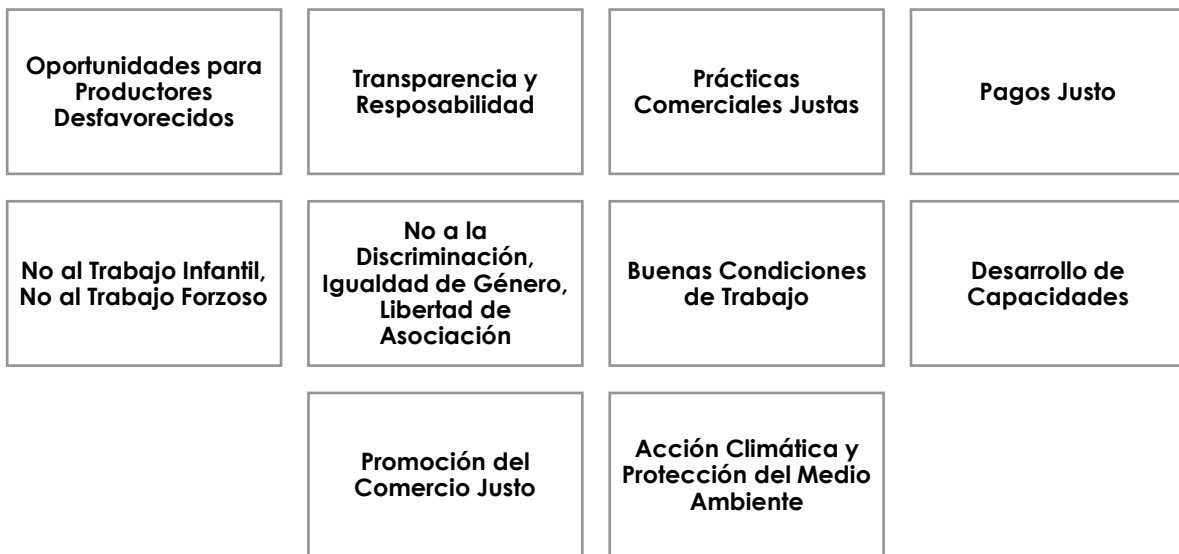 Oportunidades para
Productores
Desfavorecidos
Transparencia y
Resposabilidad
Prácticas
Comerciales Justas
Pagos Justo
No al Trabajo Infantil,
No al Trabajo Forzoso
No a la
Discriminación,
Igualdad de Género,
Libertad de
Asociación
Buenas Condiciones
de Trabajo
Desarrollo de
Capacidades
Promoción del
Comercio Justo
Acción Climática y
Protección del Medio
Ambiente